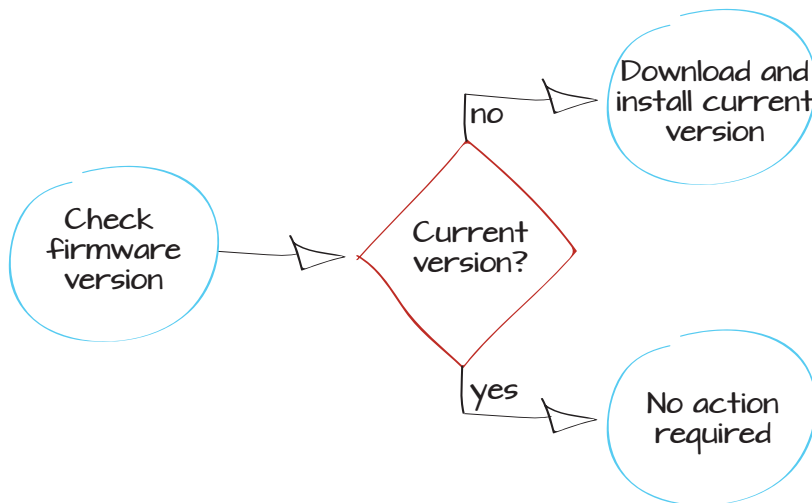 Check
firmware
version
Current
version?
no
Download and
install current
version
yes
No action
required